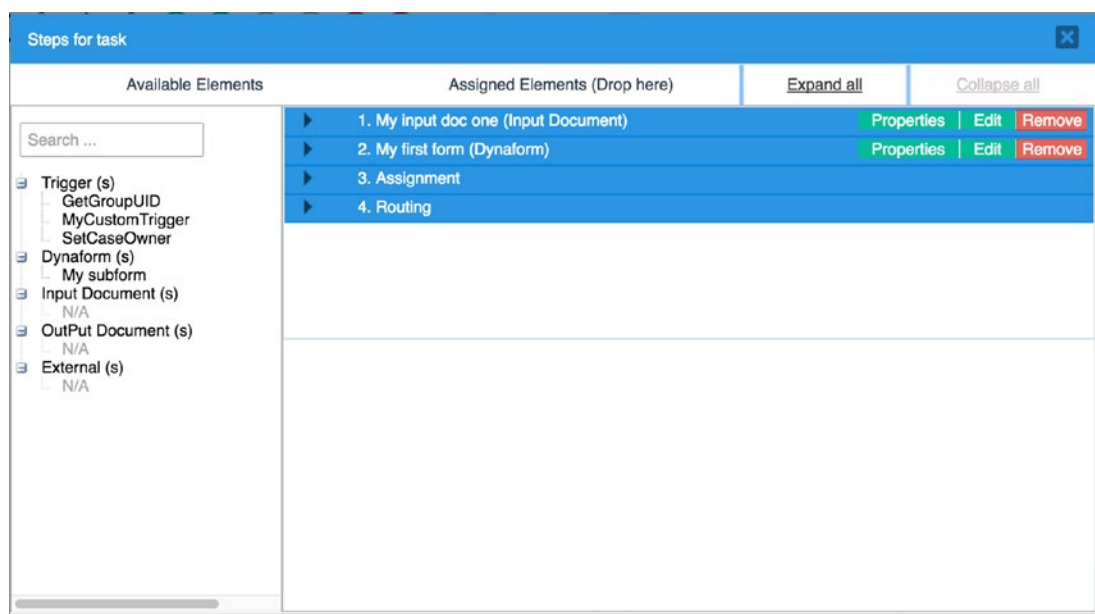 Steps for task
Available Elements
Assigned Elements (Drop here)
Expand all
Collapse all
Search ...
Trigger (s)
GetGroupUID
MyCustomTrigger
SetCaseOwner
Dynaform (s)
My subform
Input Document (s)
N/A
OutPut Document (s)
N/A
External (s)
N/A
1. My input doc one (Input Document) Properties | Edit | Remove
2. My first form (Dynaform) Properties | Edit | Remove
3. Assignment
4. Routing